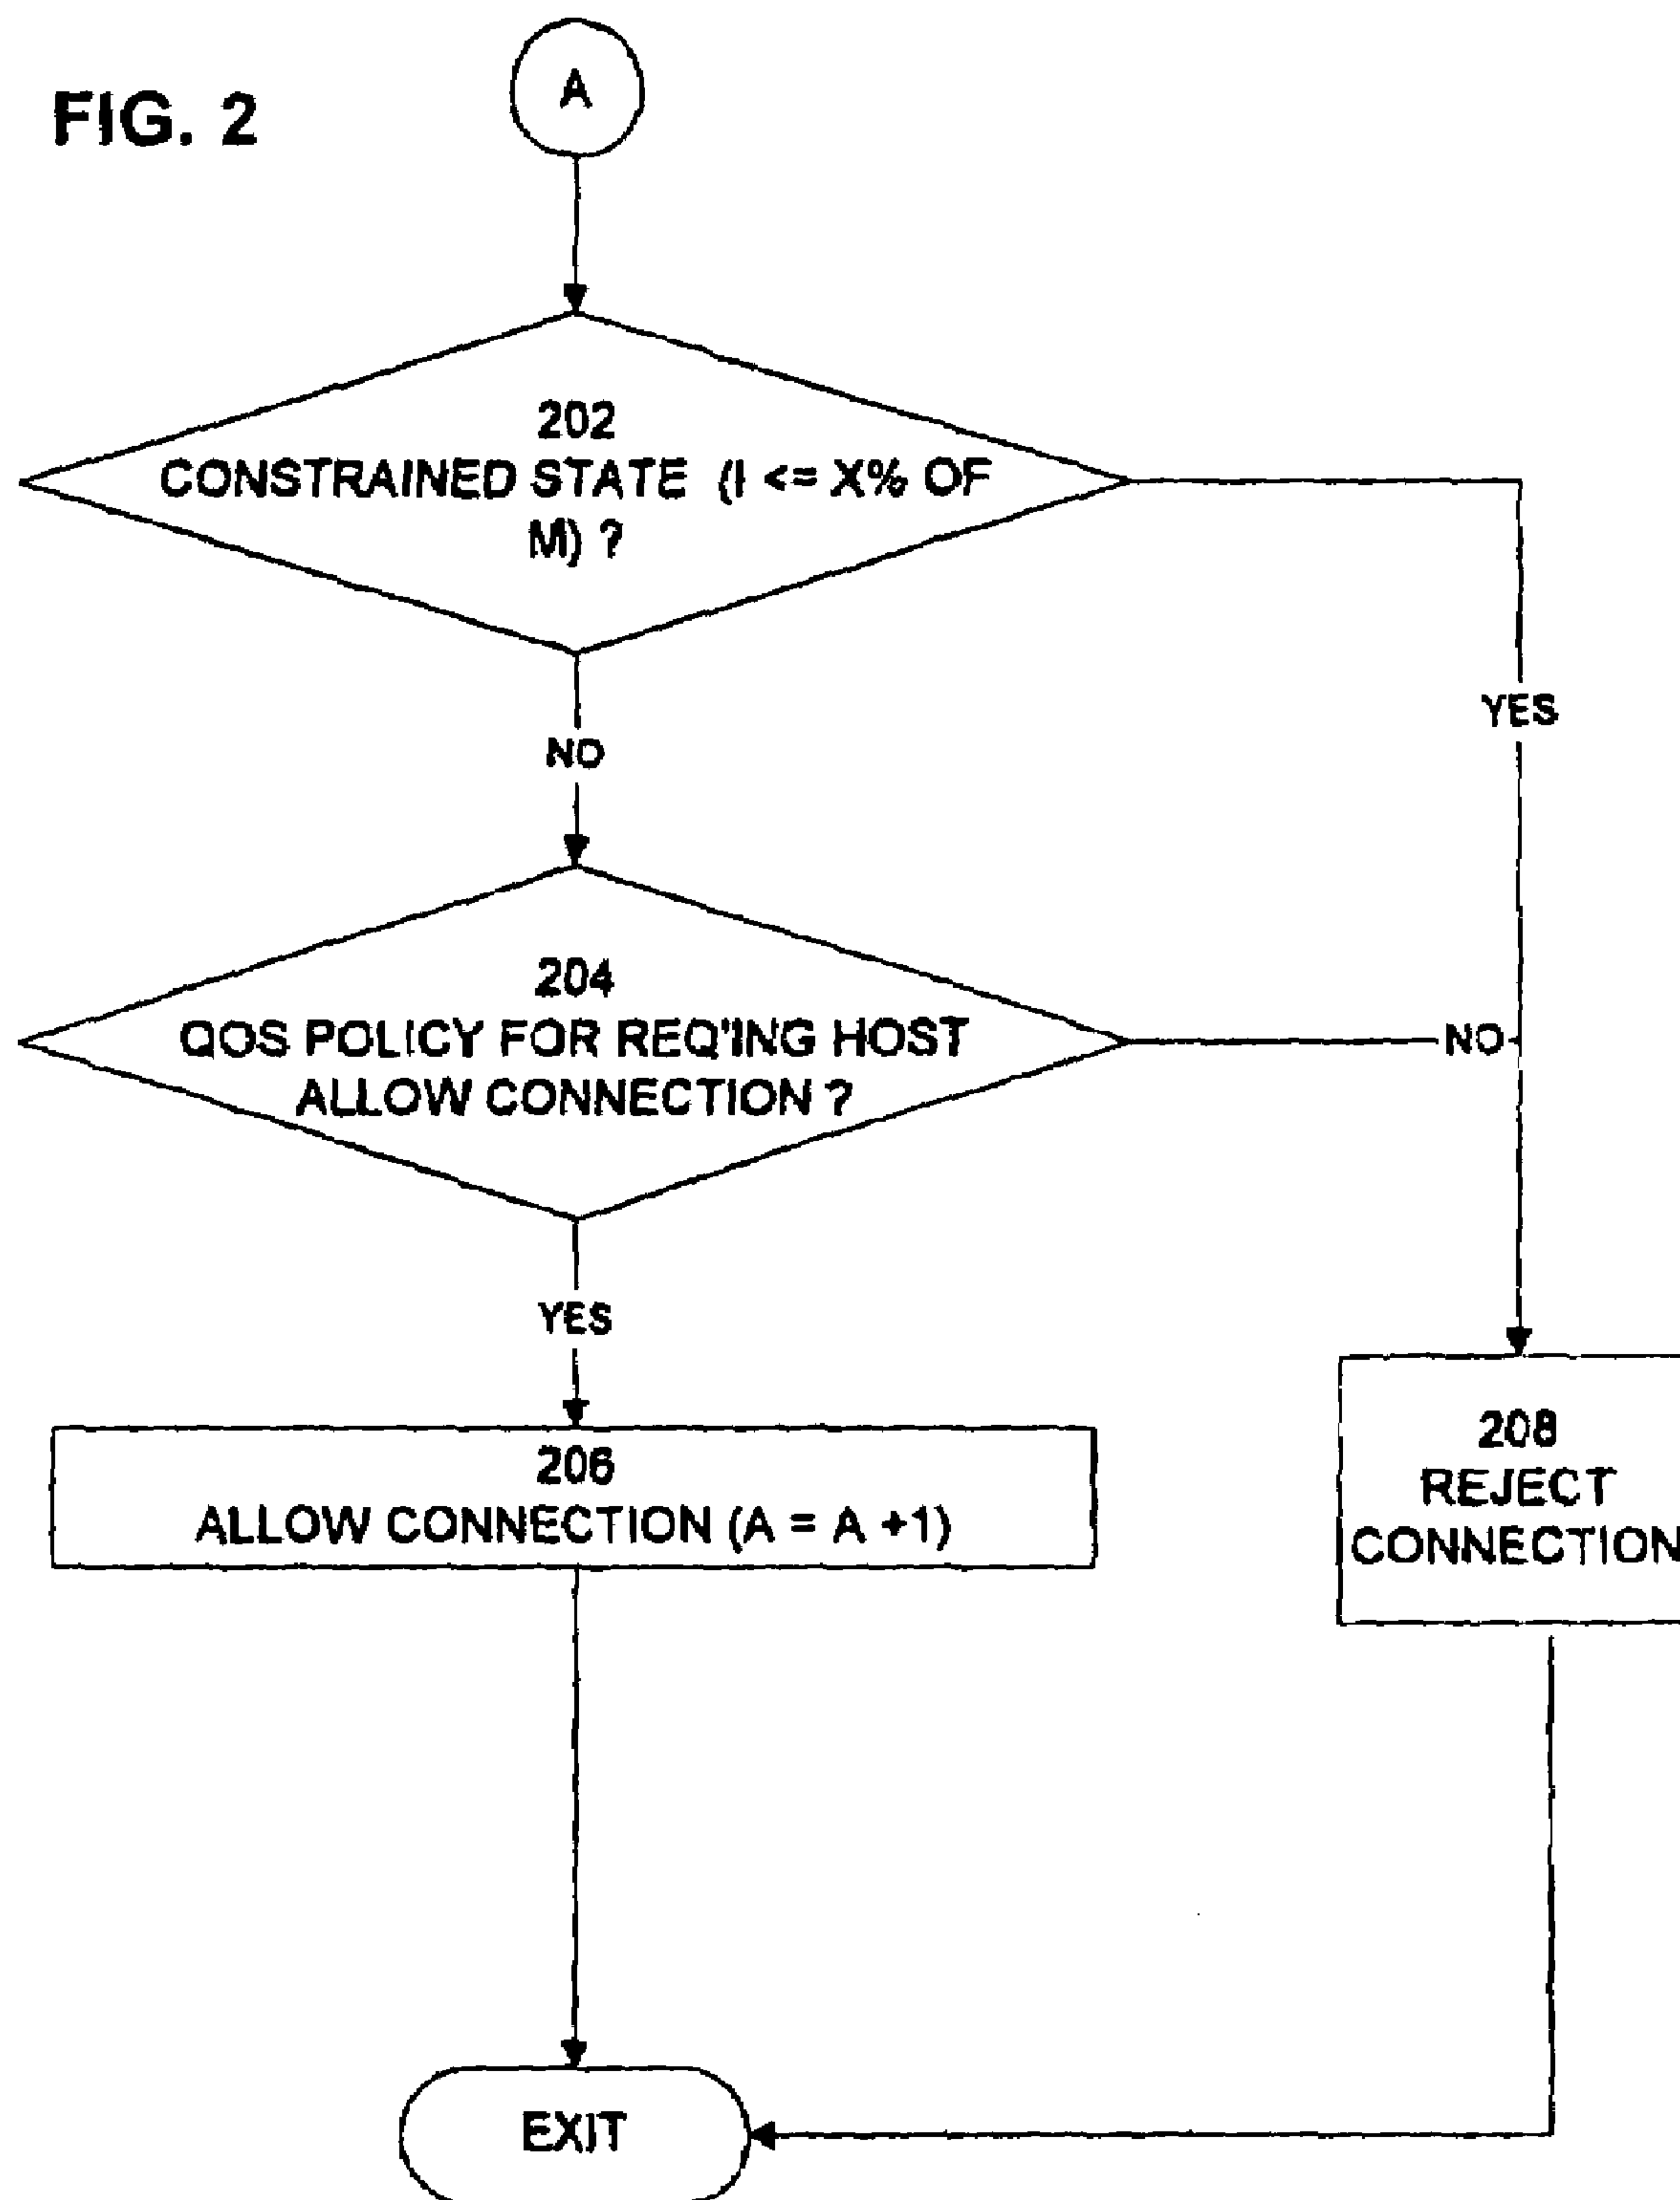 FIG. 2
A
202
CONSTRAINED STATE (I <= X% OF
M) ?
YES
NO
204
QOS POLICY FOR REQ'ING HOST
ALLOW CONNECTION ?
NO
YES
206
ALLOW CONNECTION (A = A +1)
208
REJECT
CONNECTION
EXIT